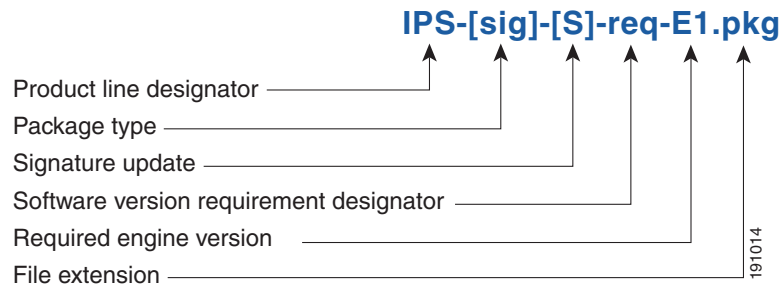 IPS-[sig]-[S]-req-E1.pkg
Product line designator
Package type
Signature update
Software version requirement designator
Required engine version
File extension
191014